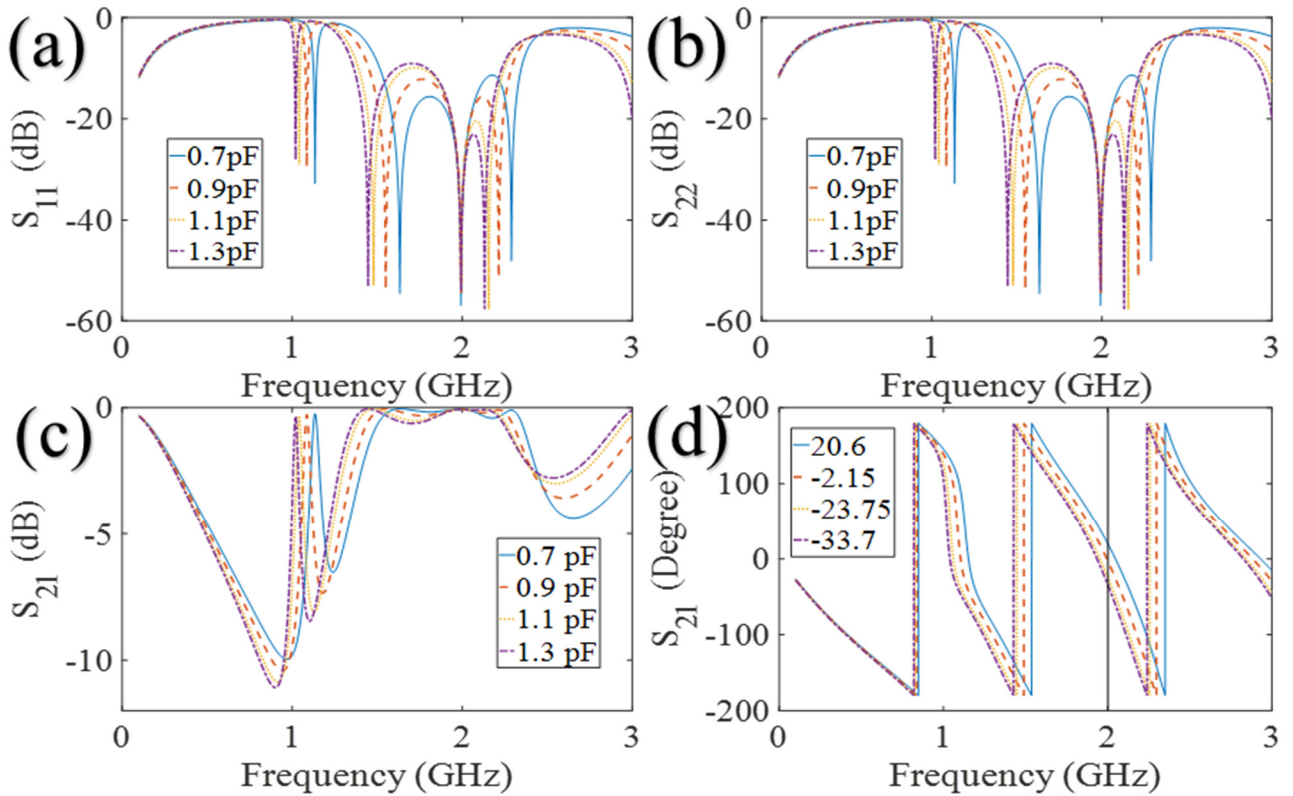 (a)
S11 (dB)
0
-20
-40
-60
0.7pF
0.9pF
1.1pF
1.3pF
0 1 2 3
Frequency (GHz)
(b)
S22 (dB)
0
-20
-40
-60
0.7pF
0.9pF
1.1pF
1.3pF
0 1 2 3
Frequency (GHz)
(c)
S21 (dB)
0
-5
-10
0.7 pF
0.9 pF
1.1 pF
1.3 pF
0 1 2 3
Frequency (GHz)
(d)
S21 (Degree)
200
100
0
-100
-200
20.6
-2.15
-23.75
-33.7
0 1 2 3
Frequency (GHz)